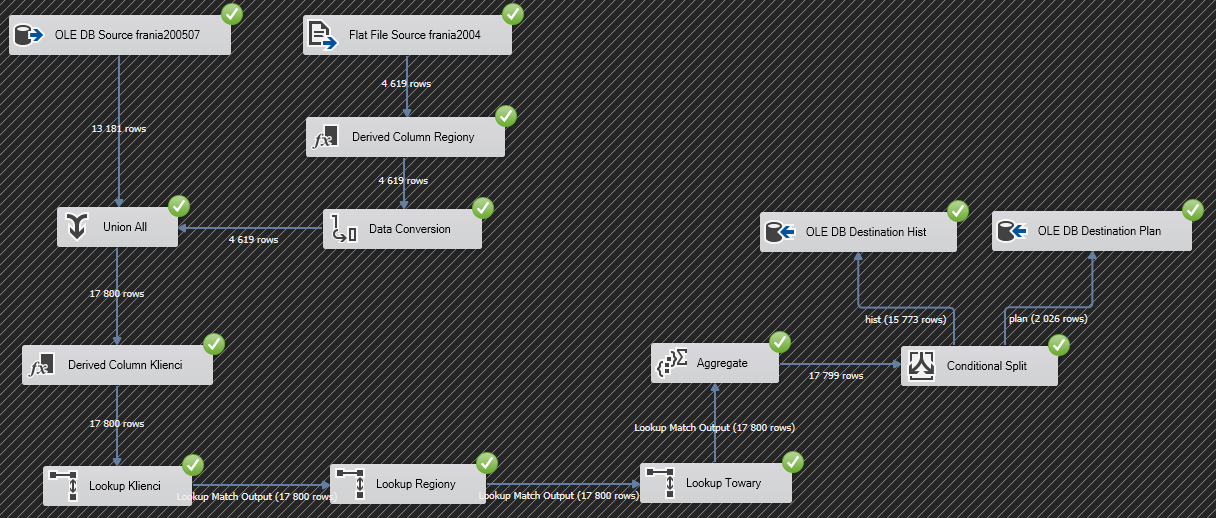 OLE DB Source frania200507
Flat File Source frania2004
4 619 rows
13 181 rows
fx Derived Column Regiony
4 619 rows
Union All
4 619 rows
Data Conversion
OLE DB Destination Hist
OLE DB Destination Plan
17 800 rows
hist (15 773 rows)
plan (2 026 rows)
fx Derived Column Klienci
Aggregate
17 799 rows
Conditional Split
17 800 rows
Lookup Match Output (17 800 rows)
Lookup Klienci
Lookup Match Output (17 800 rows)
Lookup Regiony
Lookup Match Output (17 800 rows)
Lookup Towary